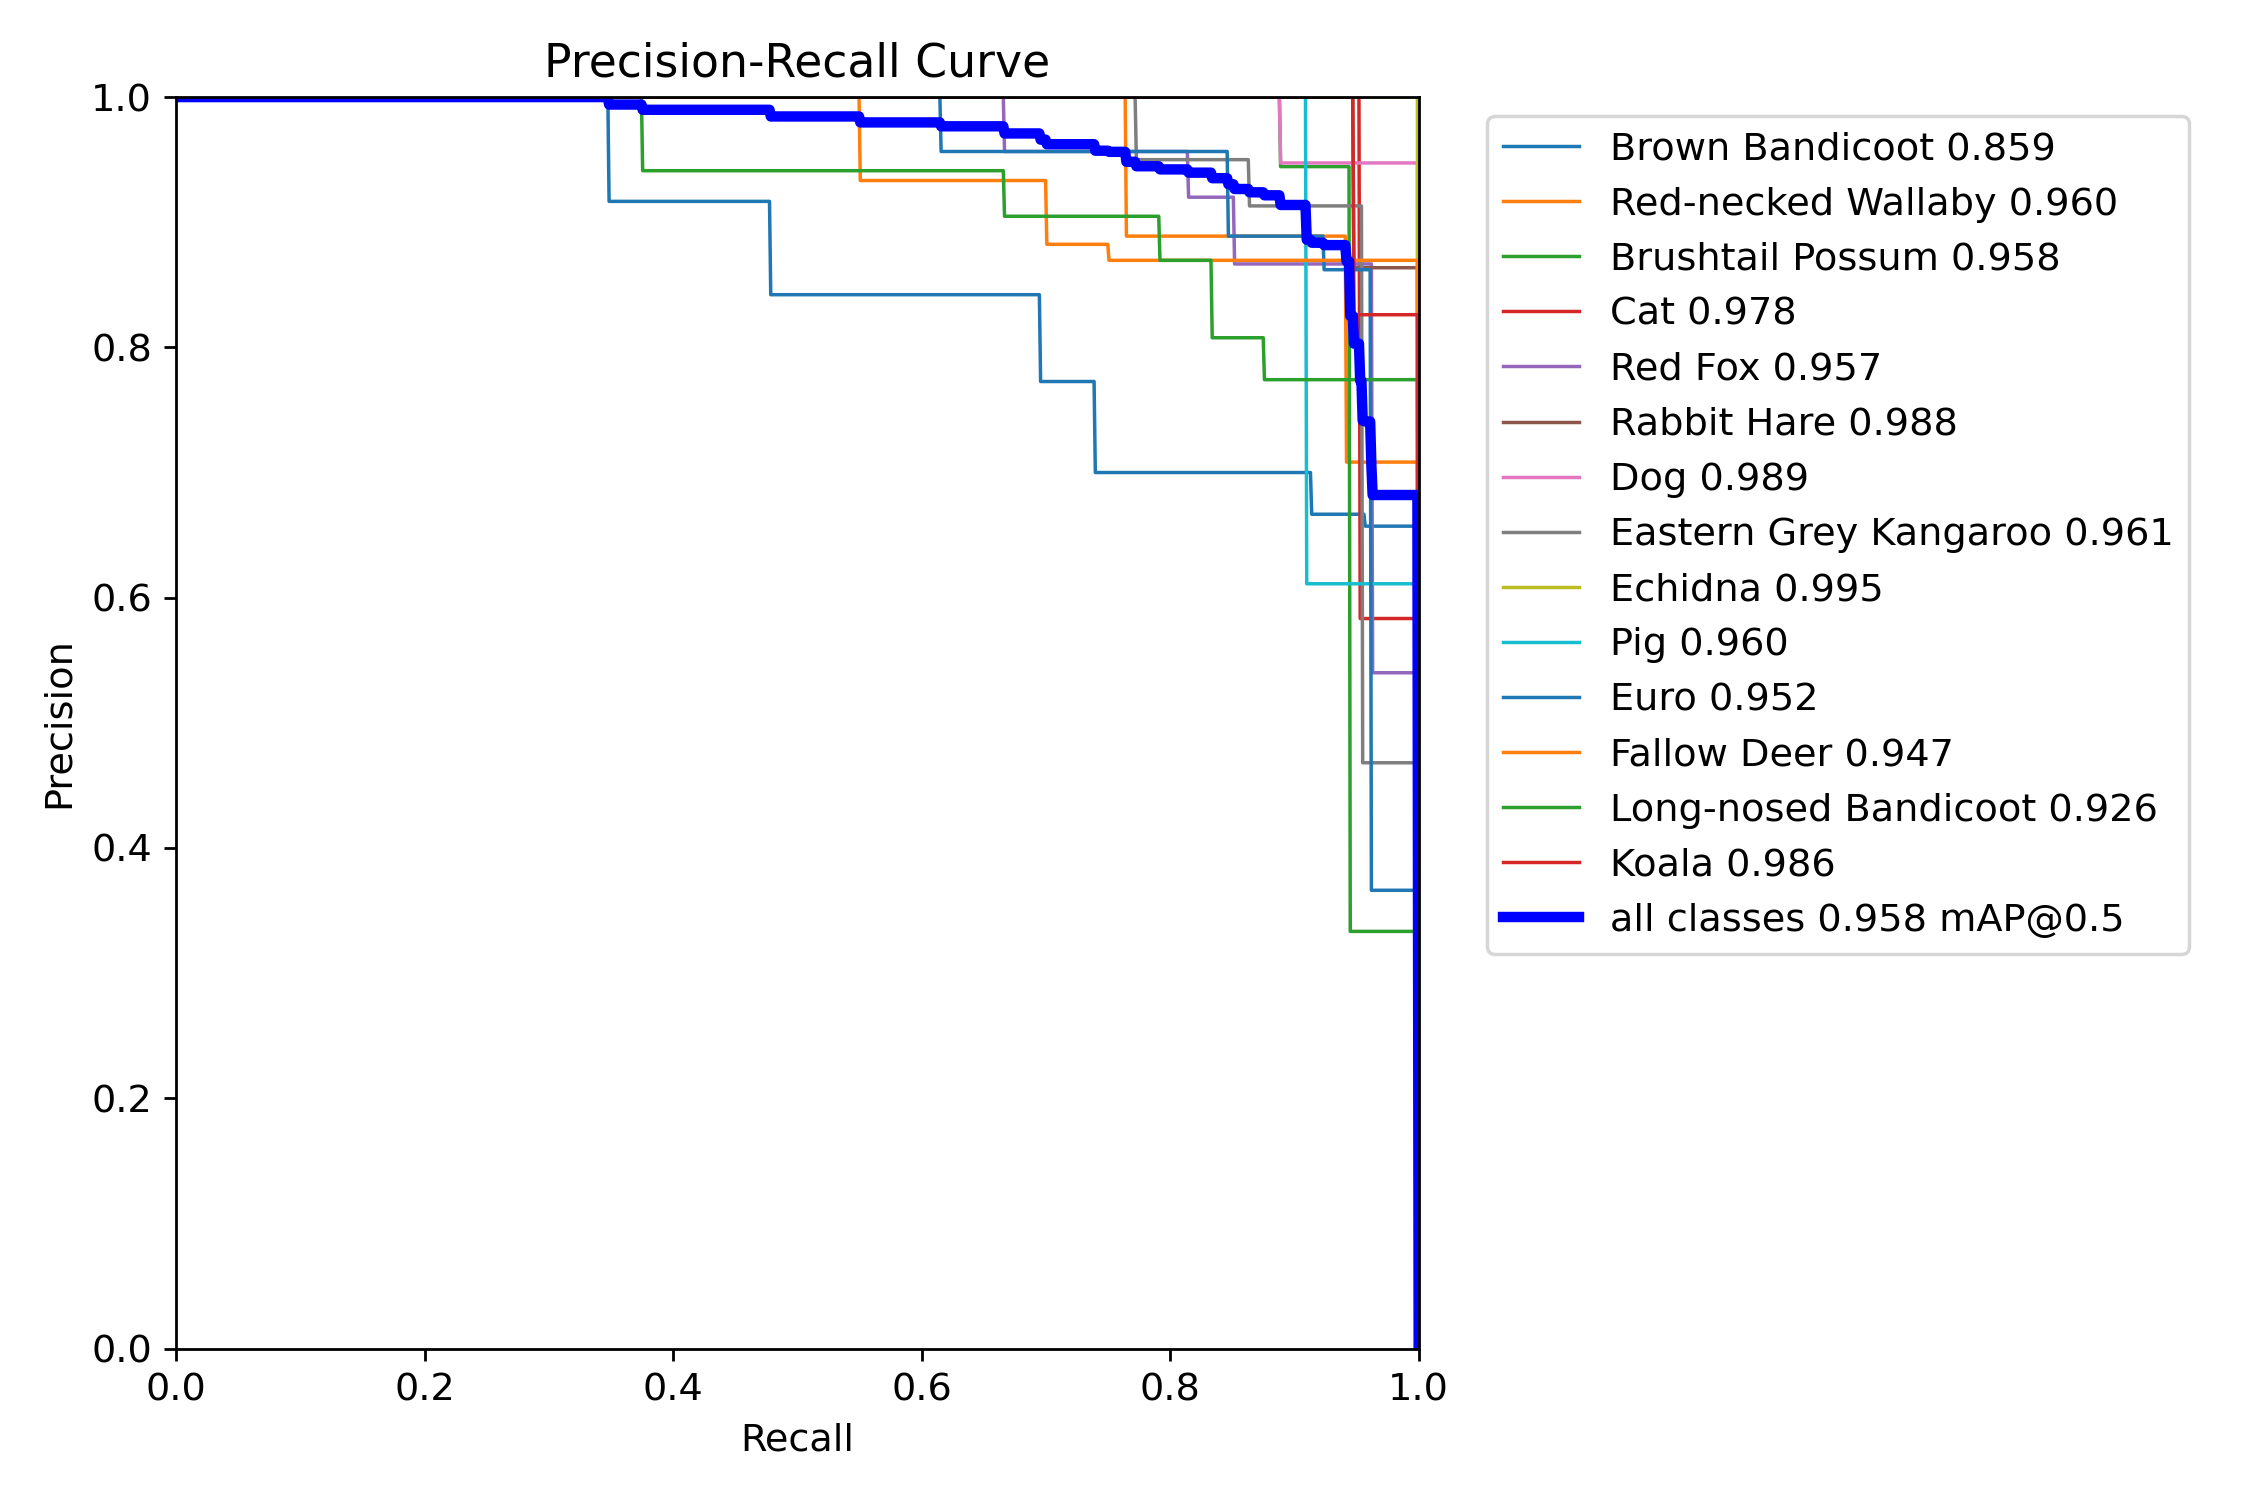 Precision-Recall Curve
1.0
0.8
0.6
0.4
0.2
0.0
Precision
0.0 0.2 0.4 0.6 0.8 1.0
Recall
Brown Bandicoot 0.859
Red-necked Wallaby 0.960
Brushtail Possum 0.958
Cat 0.978
Red Fox 0.957
Rabbit Hare 0.988
Dog 0.989
Eastern Grey Kangaroo 0.961
Echidna 0.995
Pig 0.960
Euro 0.952
Fallow Deer 0.947
Long-nosed Bandicoot 0.926
Koala 0.986
all classes 0.958 mAP@0.5